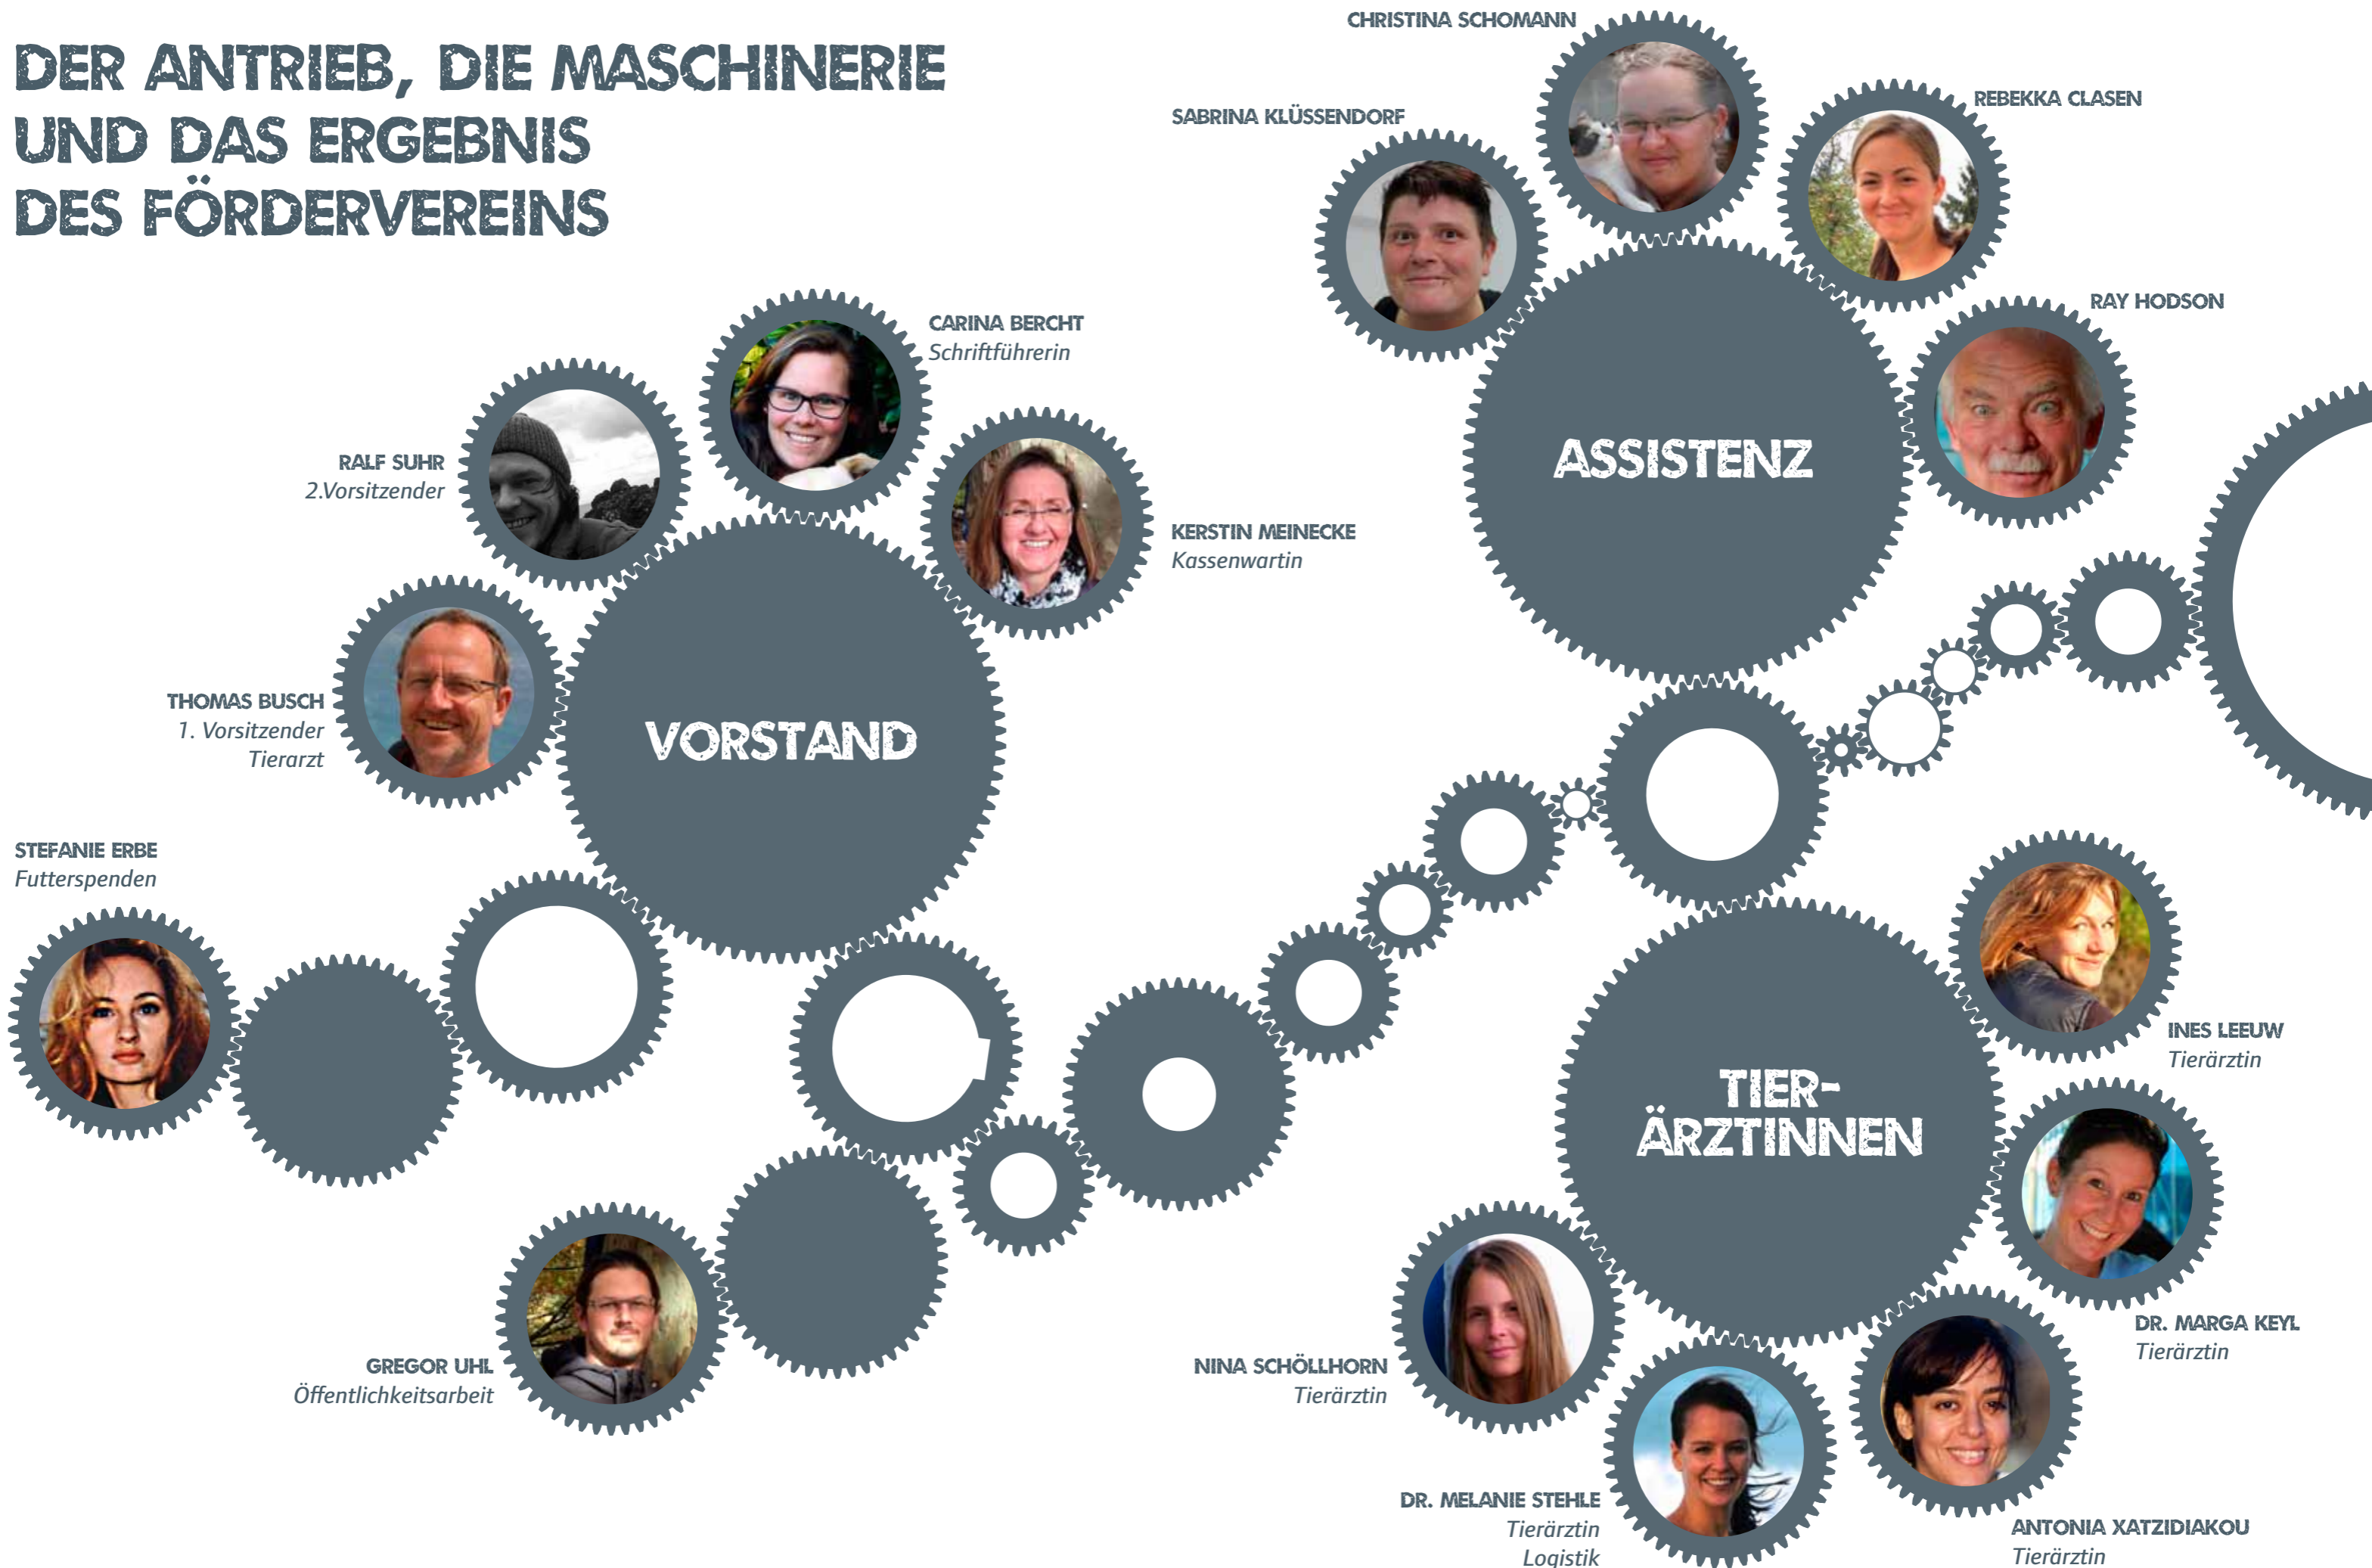 DER ANTRIEB, DIE MASCHINERIE
UND DAS ERGEBNIS
DES FÖRDERVEREINS
CARINA BERCHT
Schriftführerin
RALF SUHR
2.Vorsitzender
KERSTIN MEINECKE
Kassenwartin
THOMAS BUSCH
1. Vorsitzender
Tierarzt
VORSTAND
STEFANIE ERBE
Futterspenden
GREGOR UHL
Öffentlichkeitsarbeit
CHRISTINA SCHOMANN
SABRINA KLÜSSENDORF
REBEKKA CLASEN
RAY HODSON
ASSISTENZ
TIER-
ÄRZTINNEN
INES LEEUW
Tierärztin
DR. MARGA KEYL
Tierärztin
NINA SCHÖLLHORN
Tierärztin
DR. MELANIE STEHLE
Tierärztin
Logistik
ANTONIA XATZIDIAKOU
Tierärztin